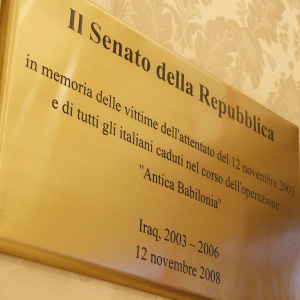 Il Senato della Repubblica
in memoria delle vittime dell'attentato del 12 novembre 2003
e di tutti gli italiani caduti nel corso dell'operazione
"Antica Babilonia"
Iraq, 2003 – 2006
12 novembre 2008